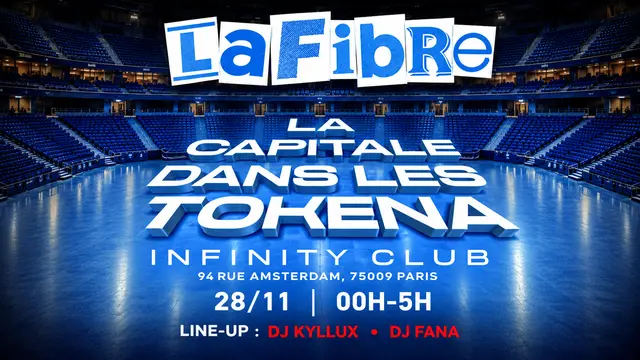 LaFibRe
LA
CAPITALE
DANS LES
TOKENA
INFINITY CLUB
94 RUE AMSTERDAM, 75009 PARIS
28/11 | 00H-5H
LINE-UP : DJ KYLLUX • DJ FANA